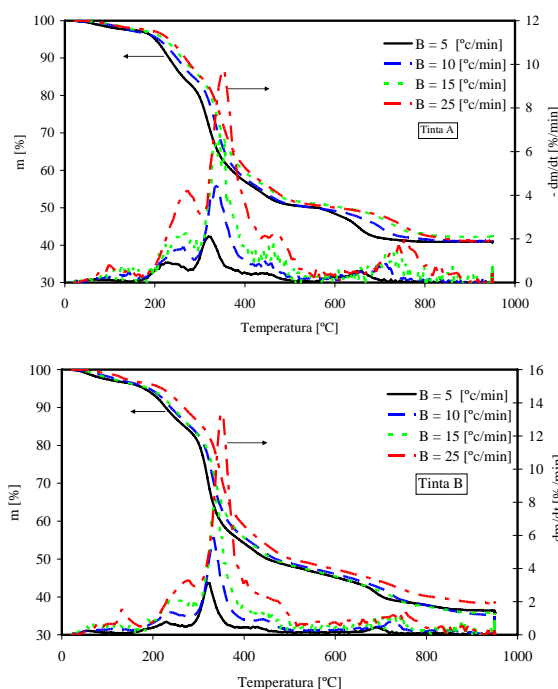 100
90
80
70
60
50
40
30
m [%]
12
10
8
6
4
2
0
- dm/dt [%/min]
B = 5 [ºc/min]
B = 10 [ºc/min]
B = 15 [ºc/min]
B = 25 [ºc/min]
Tinta A
0 200 400 600 800 1000
Temperatura [ºC]
100
90
80
70
60
50
40
30
m [%]
16
14
12
10
8
6
4
2
0
- dm/dt [%/min]
B = 5 [ºc/min]
B = 10 [ºc/min]
B = 15 [ºc/min]
B = 25 [ºc/min]
Tinta B
0 200 400 600 800 1000
Temperatura [ºC]